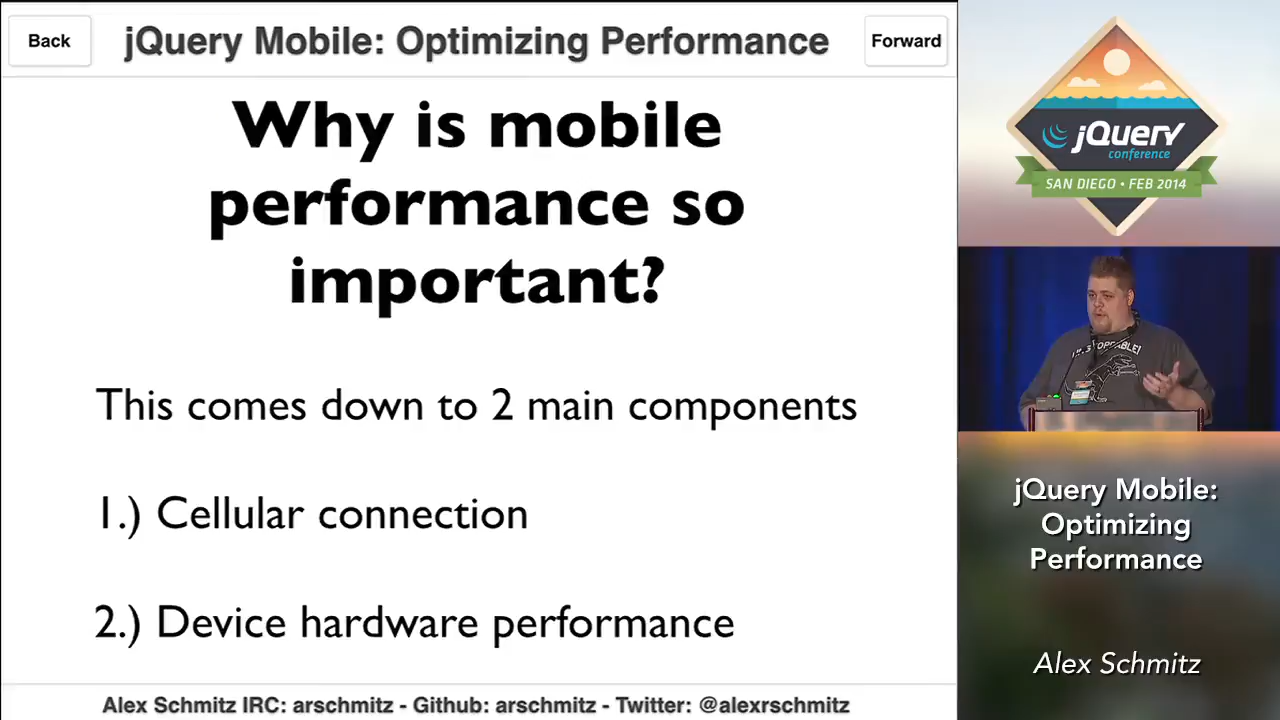 Back
jQuery Mobile: Optimizing Performance
Forward
Why is mobile
performance so
important?
This comes down to 2 main components
1.) Cellular connection
2.) Device hardware performance
Alex Schmitz IRC: arschmitz - Github: arschmitz - Twitter: @alexrschmitz
jQuery
conference
SAN DIEGO • FEB 2014
jQuery Mobile:
Optimizing
Performance
Alex Schmitz